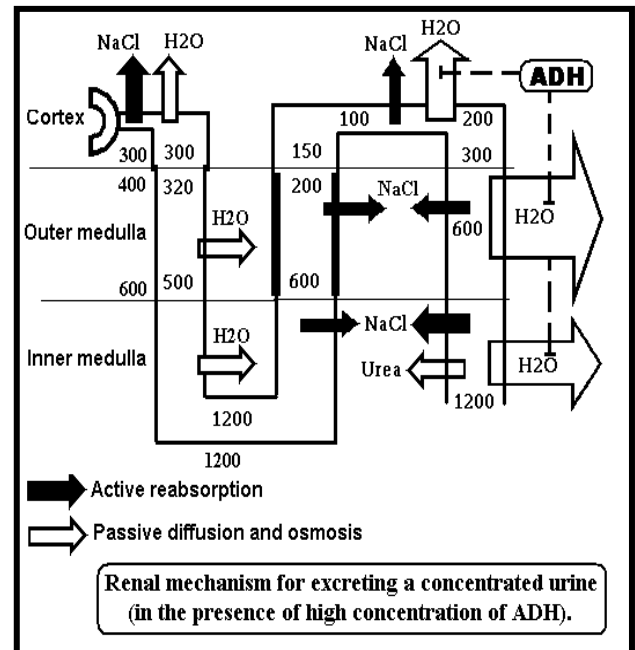 NaCl H2O NaCl H2O
ADH
Cortex
100 200
300 300 150 300
400 320 200 NaCl
H2O H2O
Outer medulla 600
600 500 600
NaCl
H2O
Inner medulla Urea H2O
1200
1200
1200
Active reabsorption
Passive diffusion and osmosis
Renal mechanism for excreting a concentrated urine
(in the presence of high concentration of ADH).